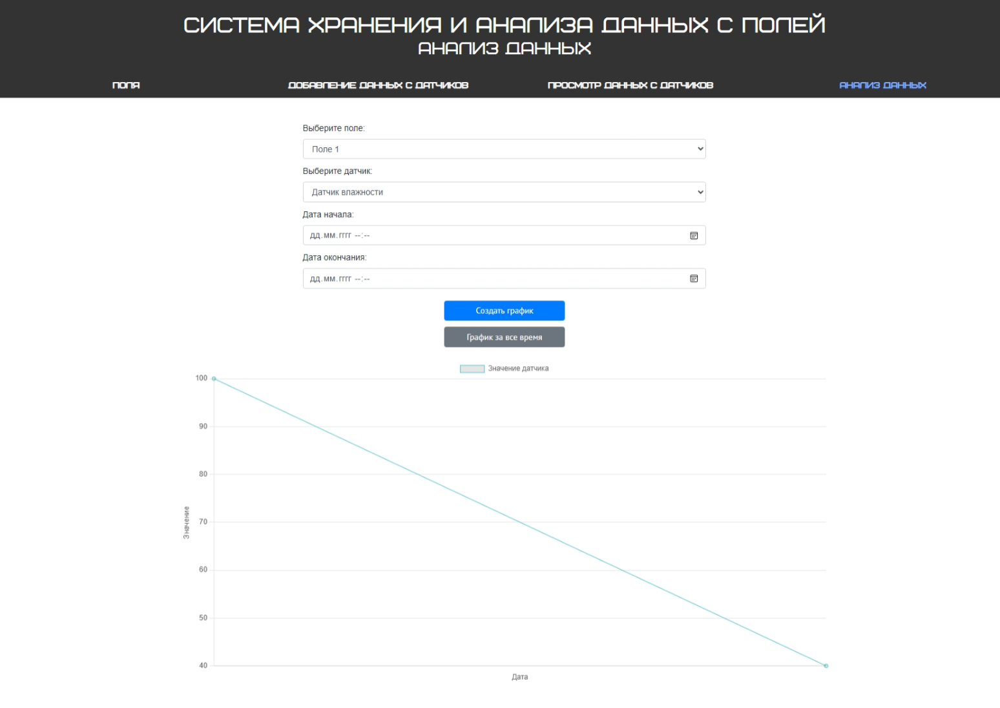 СИСТЕМА ХРАНЕНИЯ И АНАЛИЗА ДАННЫХ С ПОЛЕЙ
АНАЛИЗ ДАННЫХ
ПОЛЯ ДОБАВЛЕНИЕ ДАННЫХ С ДАТЧИКОВ ПРОСМОТР ДАННЫХ С ДАТЧИКОВ АНАЛИЗ ДАННЫХ
Выберите поле:
Поле 1
Выберите датчик:
Датчик влажности
Дата начала:
дд.мм.гггг --:--
Дата окончания:
дд.мм.гггг --:--
Создать график
График за все время
Значение датчика
100
90
80
70
60
50
40
Значение
Дата